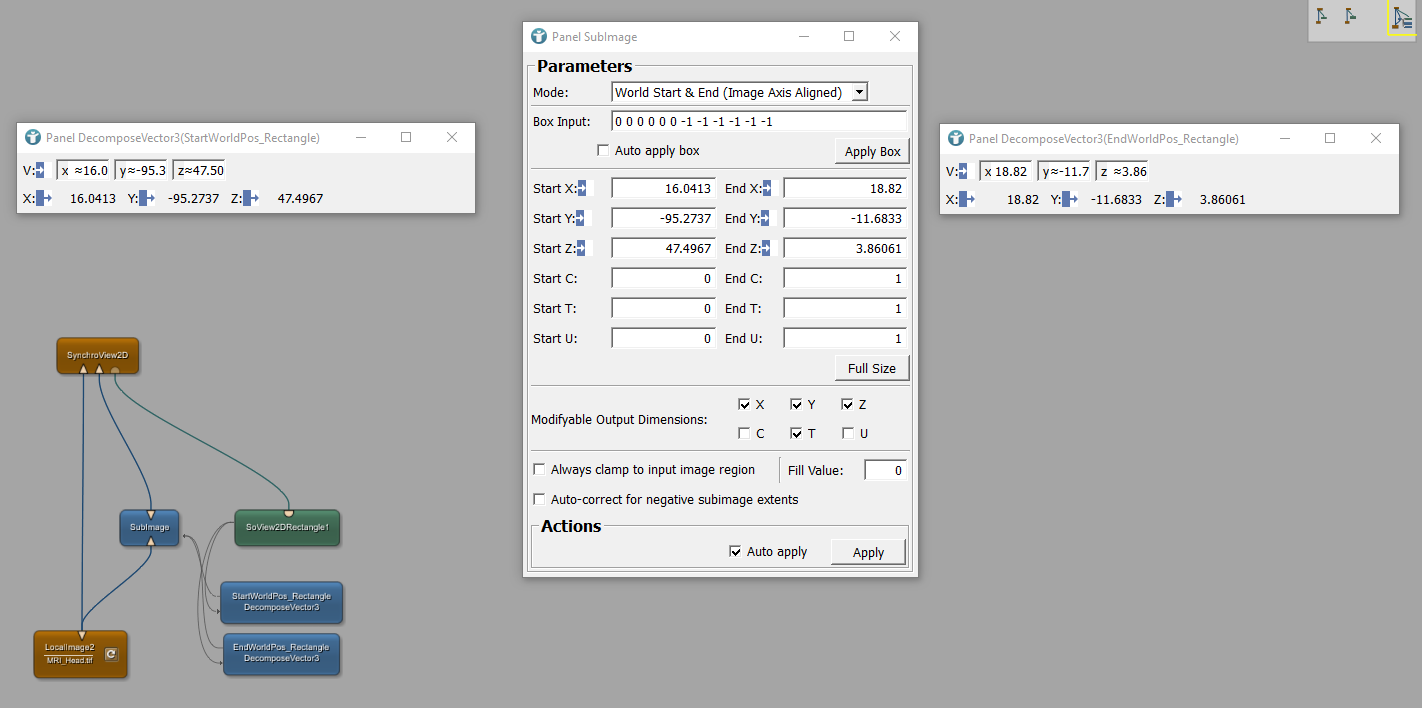 Panel SubImage
Parameters
Mode: World Start & End (Image Axis Aligned)
Box Input: 0 0 0 0 0 0 -1 -1 -1 -1 -1 -1
Auto apply box Apply Box
Start X: 16.0413 End X: 18.82
Start Y: -95.2737 End Y: -11.6833
Start Z: 47.4967 End Z: 3.86061
Start C: 0 End C: 1
Start T: 0 End T: 1
Start U: 0 End U: 1
Full Size
Modifyable Output Dimensions: X Y Z
C T U
Always clamp to input image region Fill Value: 0
Auto-correct for negative subimage extents
Actions
Auto apply Apply
Panel DecomposeVector3(StartWorldPos_Rectangle)
V: x ≈16.0 y≈-95.3 z≈47.50
X: 16.0413 Y: -95.2737 Z: 47.4967
Panel DecomposeVector3(EndWorldPos_Rectangle)
V: x 18.82 y≈-11.7 z ≈3.86
X: 18.82 Y: -11.6833 Z: 3.86061
SynchroView2D
SubImage
SoView2DRectangle1
StartWorldPos_Rectangle
DecomposeVector3
EndWorldPos_Rectangle
DecomposeVector3
LocalImage2
MRI_Head.tif